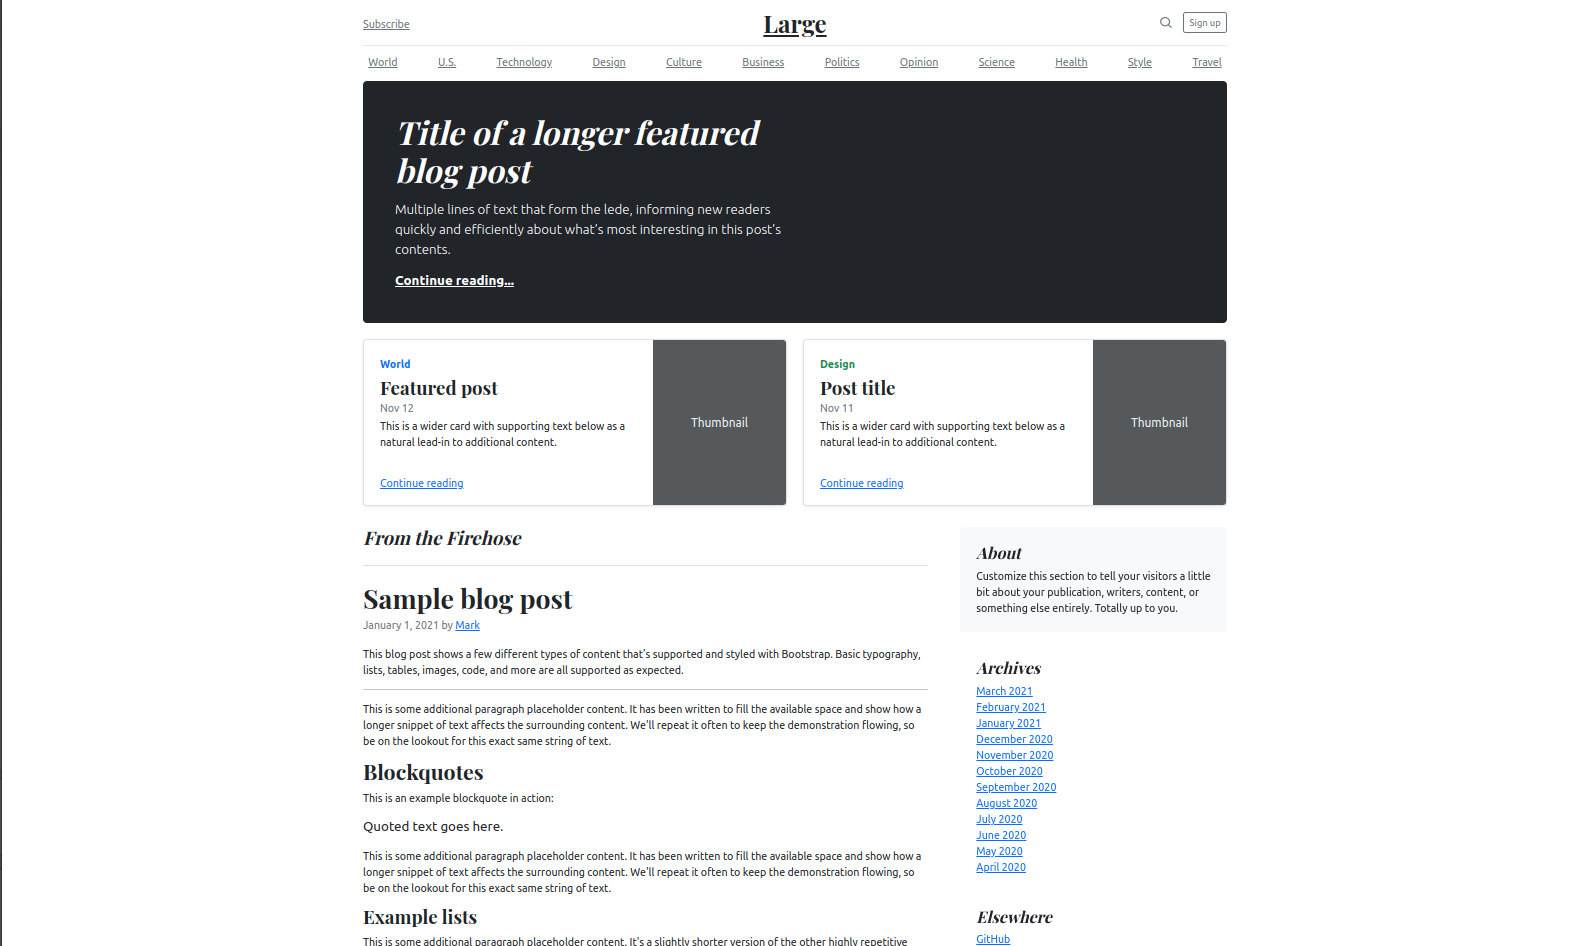 Subscribe
Large
Sign up
World U.S. Technology Design Culture Business Politics Opinion Science Health Style Travel
Title of a longer featured
blog post
Multiple lines of text that form the lede, informing new readers
quickly and efficiently about what’s most interesting in this post’s
contents.
Continue reading...
World
Featured post
Nov 12
This is a wider card with supporting text below as a
natural lead-in to additional content.
Continue reading
Thumbnail
Design
Post title
Nov 11
This is a wider card with supporting text below as a
natural lead-in to additional content.
Continue reading
Thumbnail
From the Firehose
Sample blog post
January 1, 2021 by Mark
This blog post shows a few different types of content that’s supported and styled with Bootstrap. Basic typography,
lists, tables, images, code, and more are all supported as expected.
This is some additional paragraph placeholder content. It has been written to fill the available space and show how a
longer snippet of text affects the surrounding content. We'll repeat it often to keep the demonstration flowing, so
be on the lookout for this exact same string of text.
Blockquotes
This is an example blockquote in action:
Quoted text goes here.
This is some additional paragraph placeholder content. It has been written to fill the available space and show how a
longer snippet of text affects the surrounding content. We'll repeat it often to keep the demonstration flowing, so
be on the lookout for this exact same string of text.
Example lists
This is some additional paragraph placeholder content. It's a slightly shorter version of the other highly repetitive
About
Customize this section to tell your visitors a little
bit about your publication, writers, content, or
something else entirely. Totally up to you.
Archives
March 2021
February 2021
January 2021
December 2020
November 2020
October 2020
September 2020
August 2020
July 2020
June 2020
May 2020
April 2020
Elsewhere
GitHub